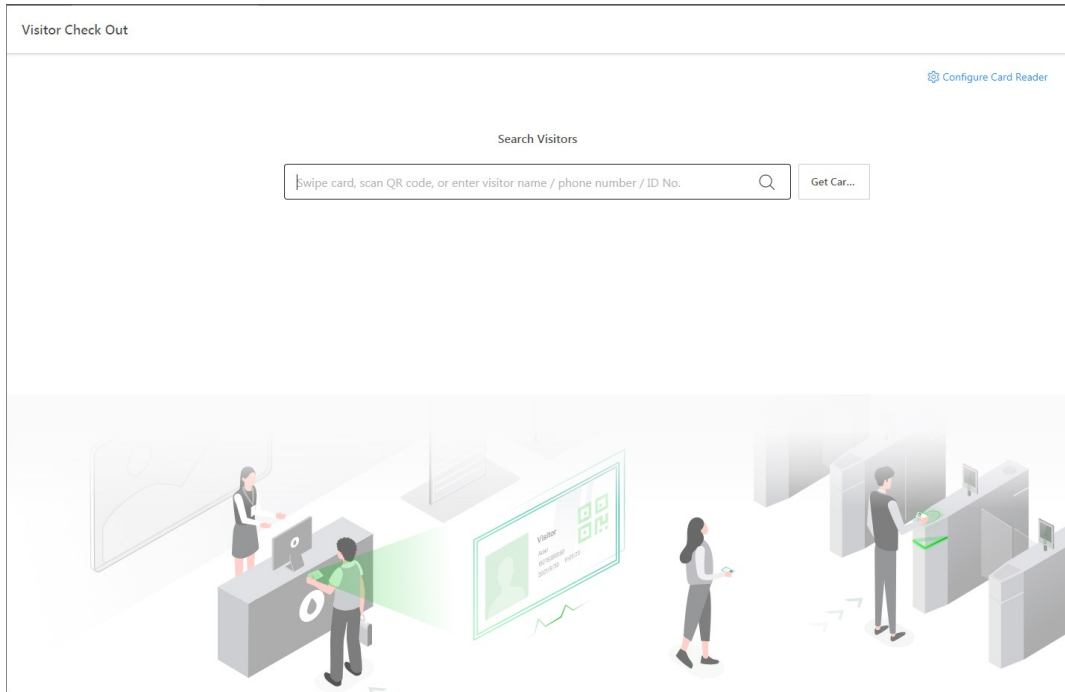 Visitor Check Out
Configure Card Reader
Search Visitors
Swipe card, scan QR code, or enter visitor name / phone number / ID No.
Get Car...
Visitor